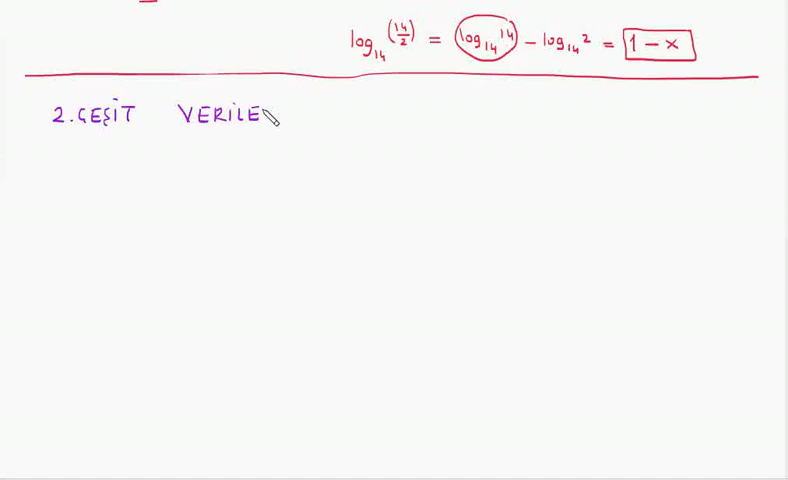 log₁₄(14/2) = log₁₄14 - log₁₄2 = 1 - x
2.ÇEŞİT VERİLE